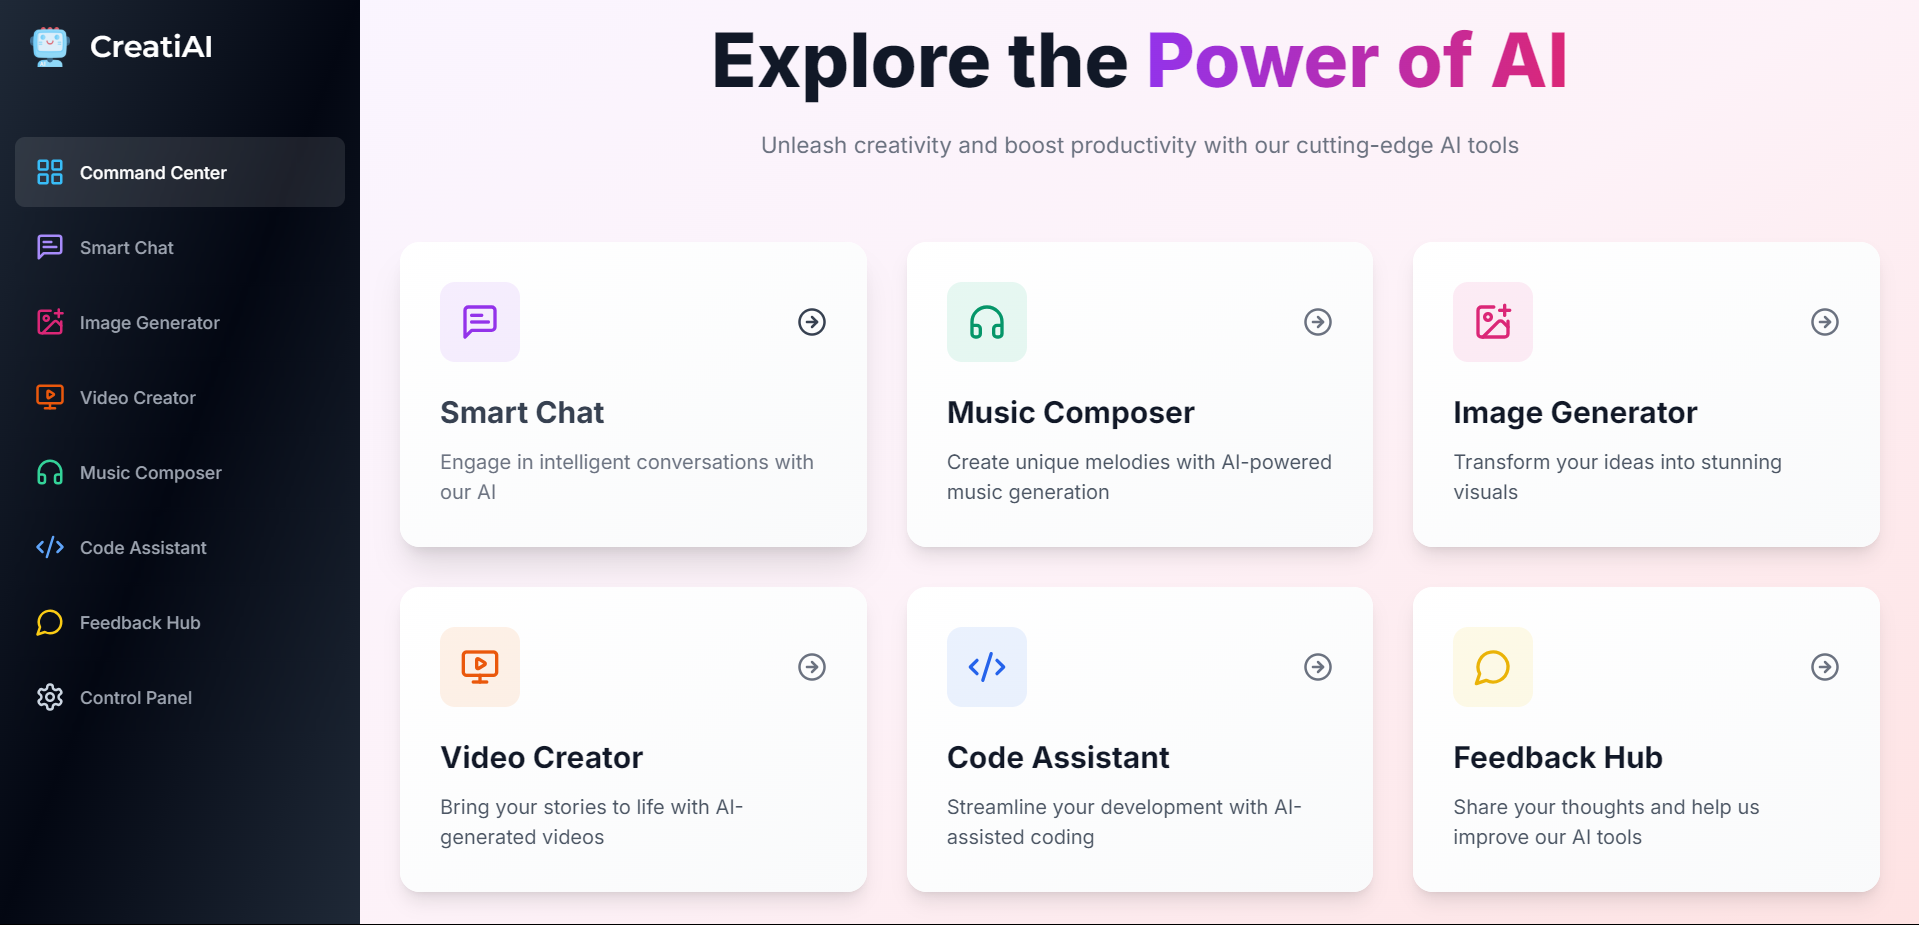 CreatiAI
Command Center
Smart Chat
Image Generator
Video Creator
Music Composer
Code Assistant
Feedback Hub
Control Panel
Explore the Power of AI
Unleash creativity and boost productivity with our cutting-edge AI tools
Smart Chat
Engage in intelligent conversations with
our AI
Music Composer
Create unique melodies with AI-powered
music generation
Image Generator
Transform your ideas into stunning
visuals
Video Creator
Bring your stories to life with AI-
generated videos
Code Assistant
Streamline your development with AI-
assisted coding
Feedback Hub
Share your thoughts and help us
improve our AI tools